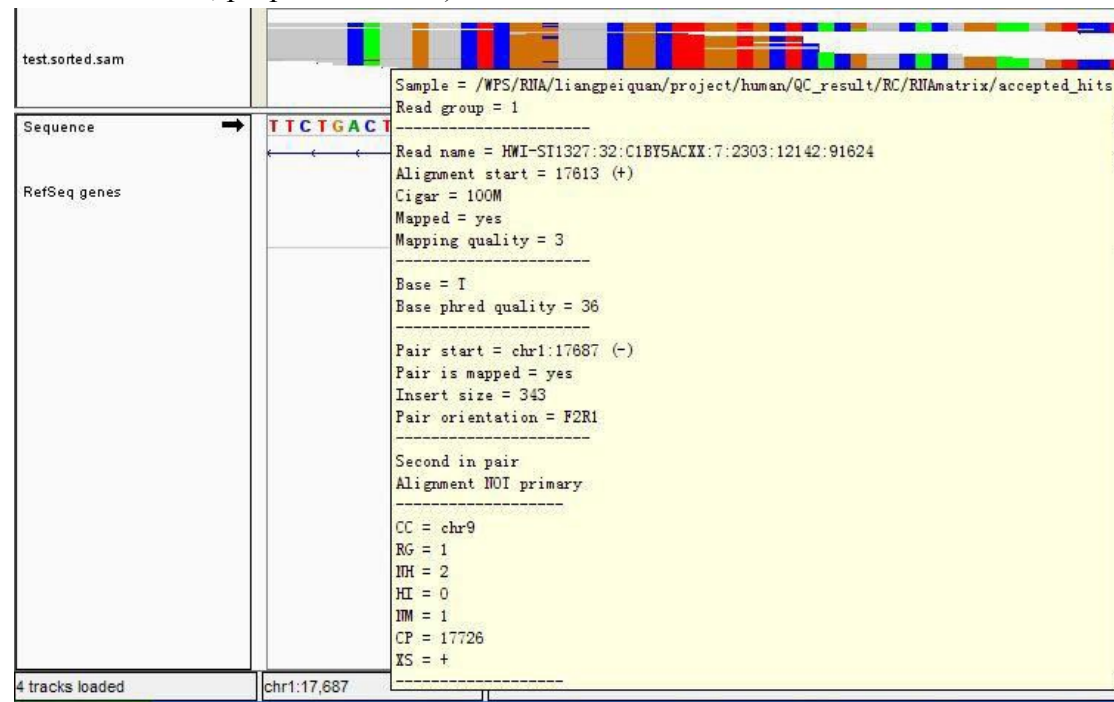 test.sorted.sam
Sample = /WPS/RNA/liangpeiquan/project/human/QC_result/RC/RNAmatrix/accepted_hits
Read group = 1
----------------------
Sequence
T T C T G A C T
Read name = HWI-ST1327:32:C1BY5ACXX:7:2303:12142:91624
Alignment start = 17613 (+)
RefSeq genes
Cigar = 100M
Mapped = yes
Mapping quality = 3
----------------------
Base = T
Base phred quality = 36
----------------------
Pair start = chr1:17687 (-)
Pair is mapped = yes
Insert size = 343
Pair orientation = F2R1
----------------------
Second in pair
Alignment NOT primary
-------------------
CC = chr9
RG = 1
NH = 2
HI = 0
NM = 1
CP = 17726
XS = +
-------------------
4 tracks loaded
chr1:17,687